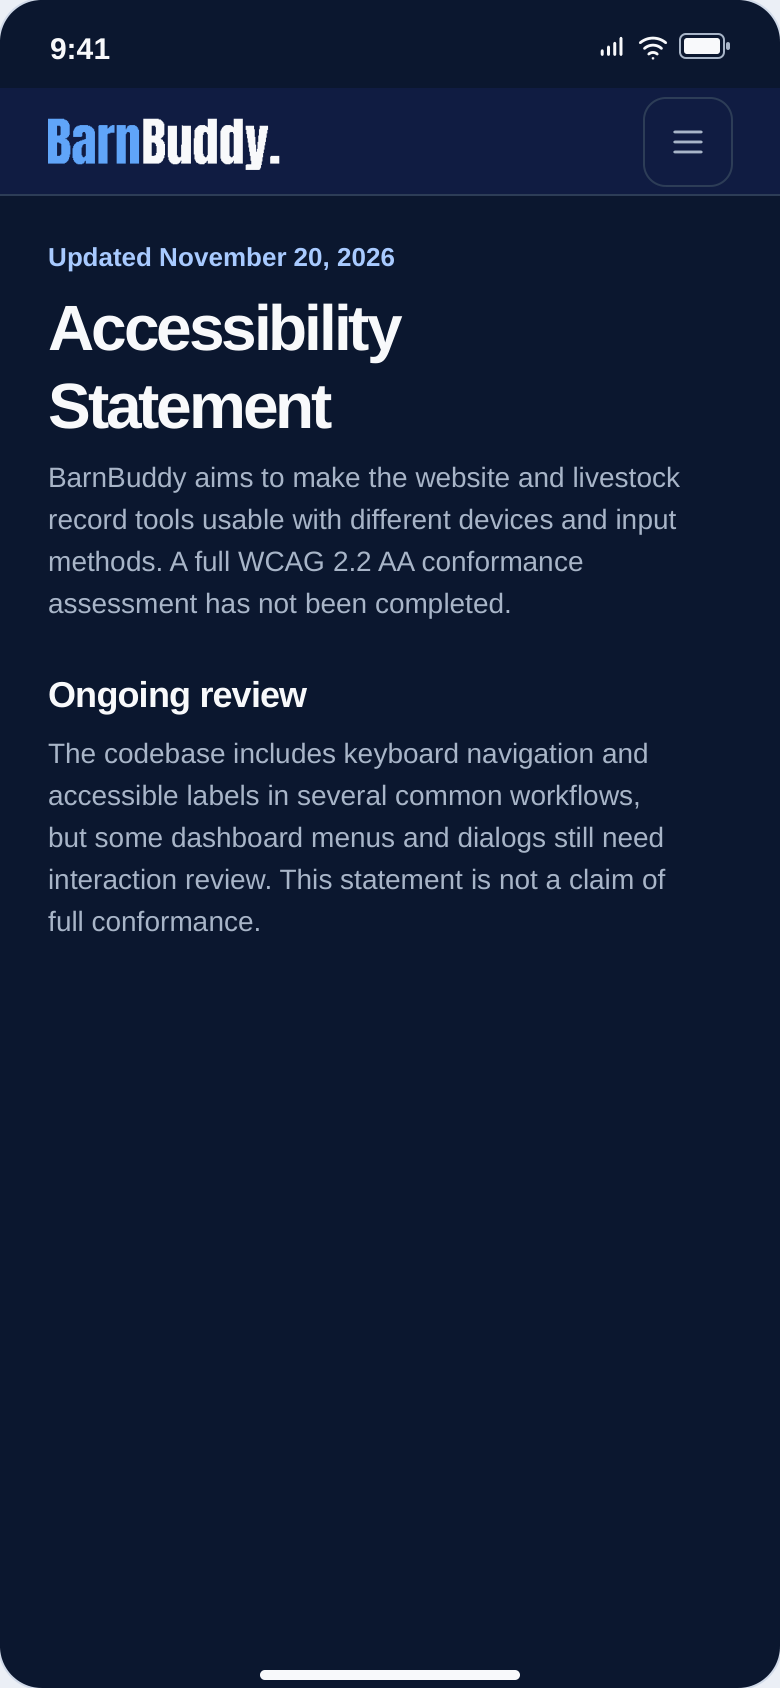 9:41
BarnBuddy.
Updated November 20, 2026
Accessibility
Statement
BarnBuddy aims to make the website and livestock
record tools usable with different devices and input
methods. A full WCAG 2.2 AA conformance
assessment has not been completed.
Ongoing review
The codebase includes keyboard navigation and
accessible labels in several common workflows,
but some dashboard menus and dialogs still need
interaction review. This statement is not a claim of
full conformance.